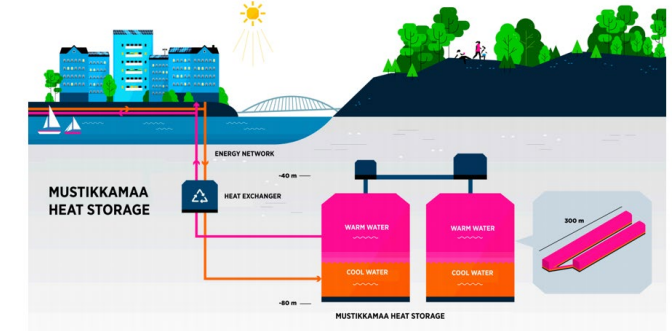 ENERGY NETWORK
-40 m
MUSTIKKAMAA
HEAT STORAGE
HEAT EXCHANGER
300 m
WARM WATER
WARM WATER
COOL WATER
COOL WATER
-80 m
MUSTIKKAMAA HEAT STORAGE